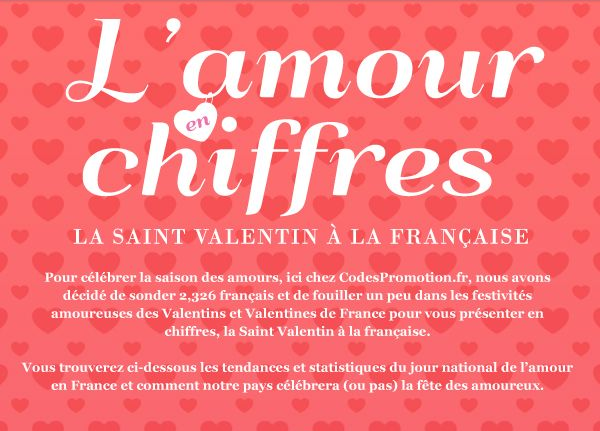 L'amour
en
chiffres
LA SAINT VALENTIN À LA FRANÇAISE
Pour célébrer la saison des amours, ici chez CodesPromotion.fr, nous avons
décidé de sonder 2,326 français et de fouiller un peu dans les festivités
amoureuses des Valentins et Valentines de France pour vous présenter en
chiffres, la Saint Valentin à la française.
Vous trouverez ci-dessous les tendances et statistiques du jour national de l'amour
en France et comment notre pays célébrera (ou pas) la fête des amoureux.